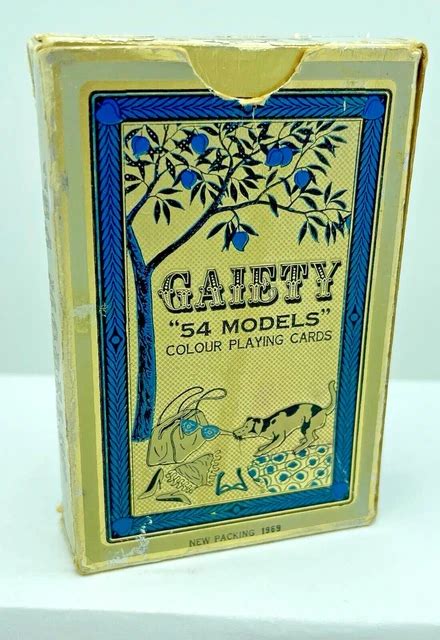 GAIETY
"54 MODELS"
COLOUR PLAYING CARDS
NEW PACKING 1969